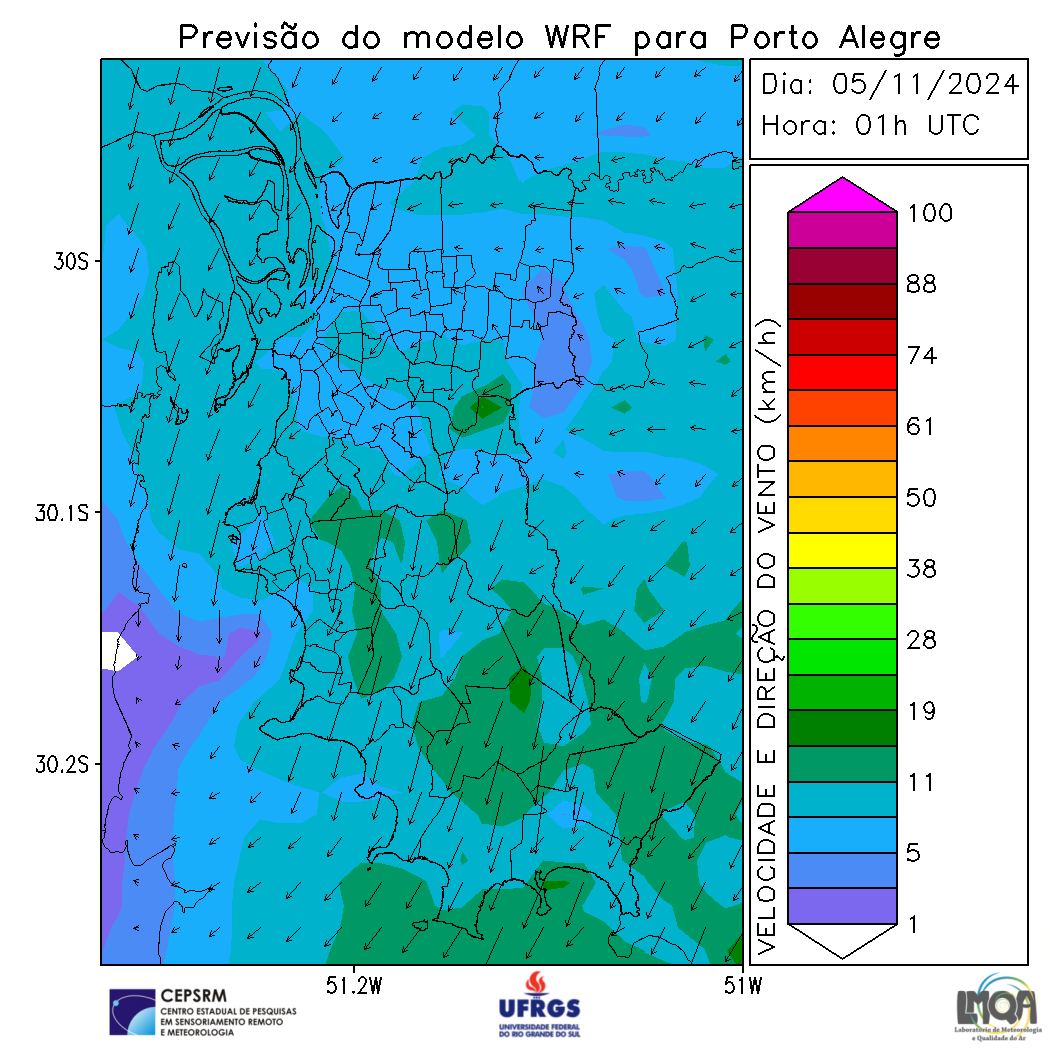 Previsão do modelo WRF para Porto Alegre
Dia: 05/11/2024
Hora: 01h UTC
30S
30.1S
30.2S
51.2W
51W
VELOCIDADE E DIREÇÃO DO VENTO (km/h)
100
88
74
61
50
38
28
19
11
5
1
CEPSRM
CENTRO ESTADUAL DE PESQUISAS
EM SENSORIAMENTO REMOTO
E METEOROLOGIA
UFRGS
UNIVERSIDADE FEDERAL
DO RIO GRANDE DO SUL
LMQA
Laboratório de Meteorologia
e Qualidade do Ar